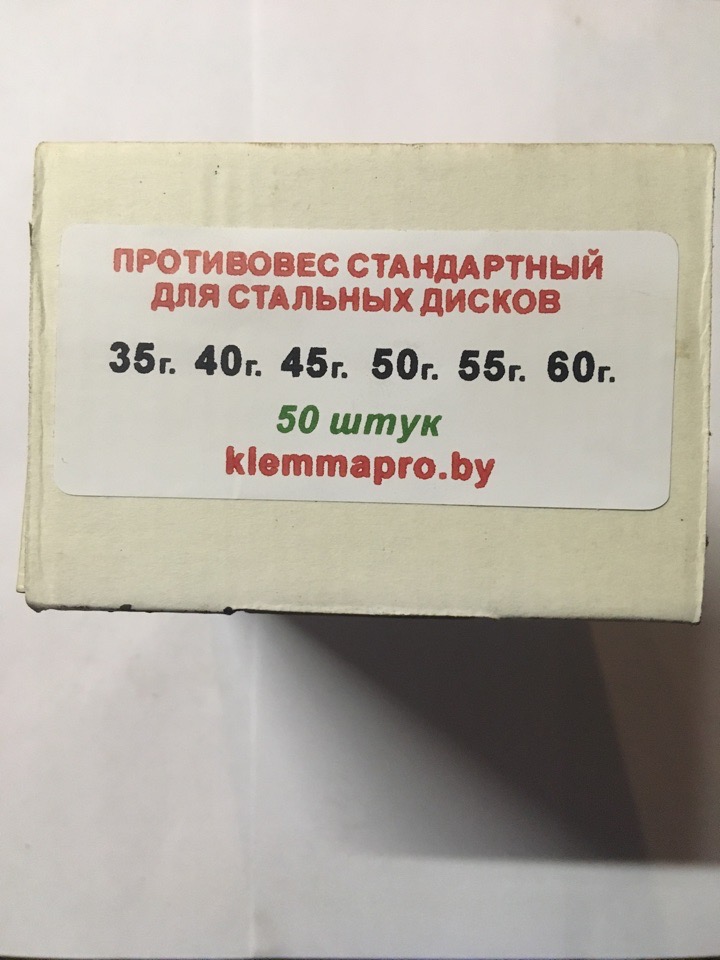 ПРОТИВОВЕС СТАНДАРТНЫЙ
ДЛЯ СТАЛЬНЫХ ДИСКОВ
35г. 40г. 45г. 50г. 55г. 60г.
50 штук
klemmapro.by